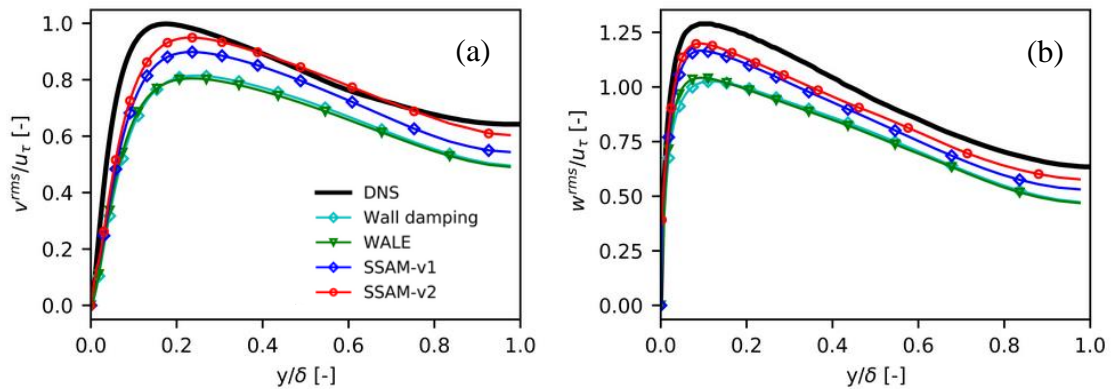 (a)
1.0
0.8
0.6
0.4
0.2
0.0
v^rms/u_τ [-]
DNS
Wall damping
WALE
SSAM-v1
SSAM-v2
0.0 0.2 0.4 0.6 0.8 1.0
y/δ [-]
(b)
1.25
1.00
0.75
0.50
0.25
0.00
w^rms/u_τ [-]
0.0 0.2 0.4 0.6 0.8 1.0
y/δ [-]